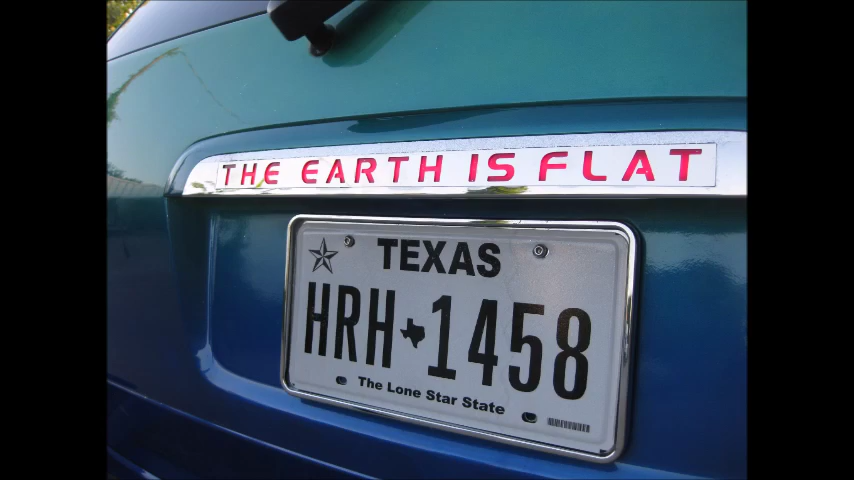 THE EARTH IS FLAT
TEXAS
HRH 1458
The Lone Star State